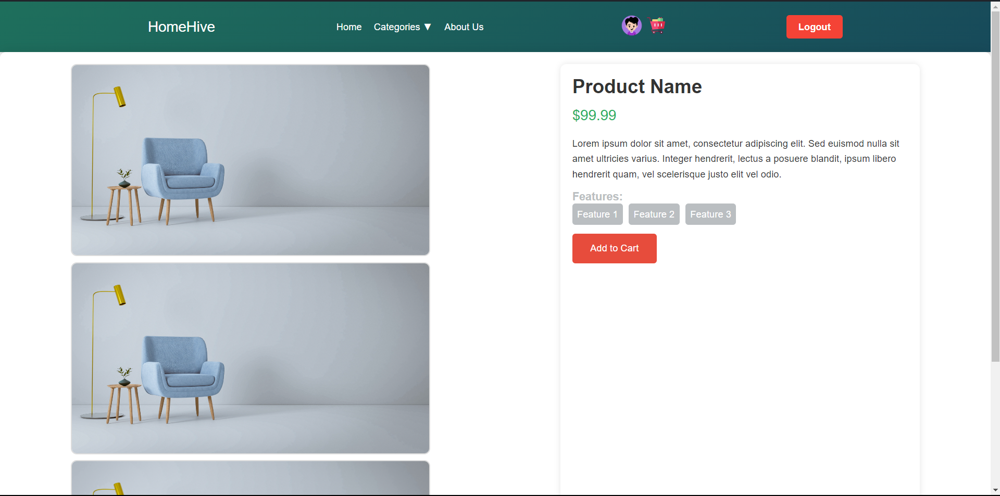 HomeHive
Home
Categories ▼
About Us
Logout
Product Name
$99.99
Lorem ipsum dolor sit amet, consectetur adipiscing elit. Sed euismod nulla sit
amet ultricies varius. Integer hendrerit, lectus a posuere blandit, ipsum libero
hendrerit quam, vel scelerisque justo elit vel odio.
Features:
Feature 1
Feature 2
Feature 3
Add to Cart